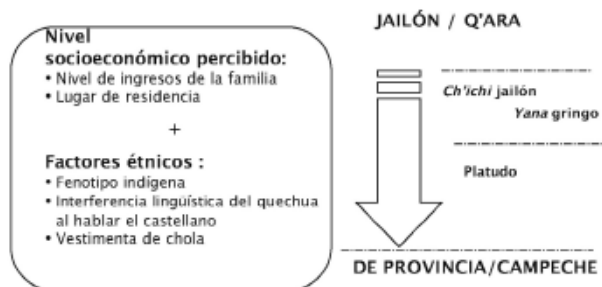 Nivel
socioeconómico percibido:
• Nivel de ingresos de la familia
• Lugar de residencia
+
Factores étnicos :
• Fenotipo indígena
• Interferencia lingüística del quechua
al hablar el castellano
• Vestimenta de chola
JAILÓN / Q'ARA
Ch'ichi jailón
Yana gringo
Platudo
DE PROVINCIA/CAMPECHE